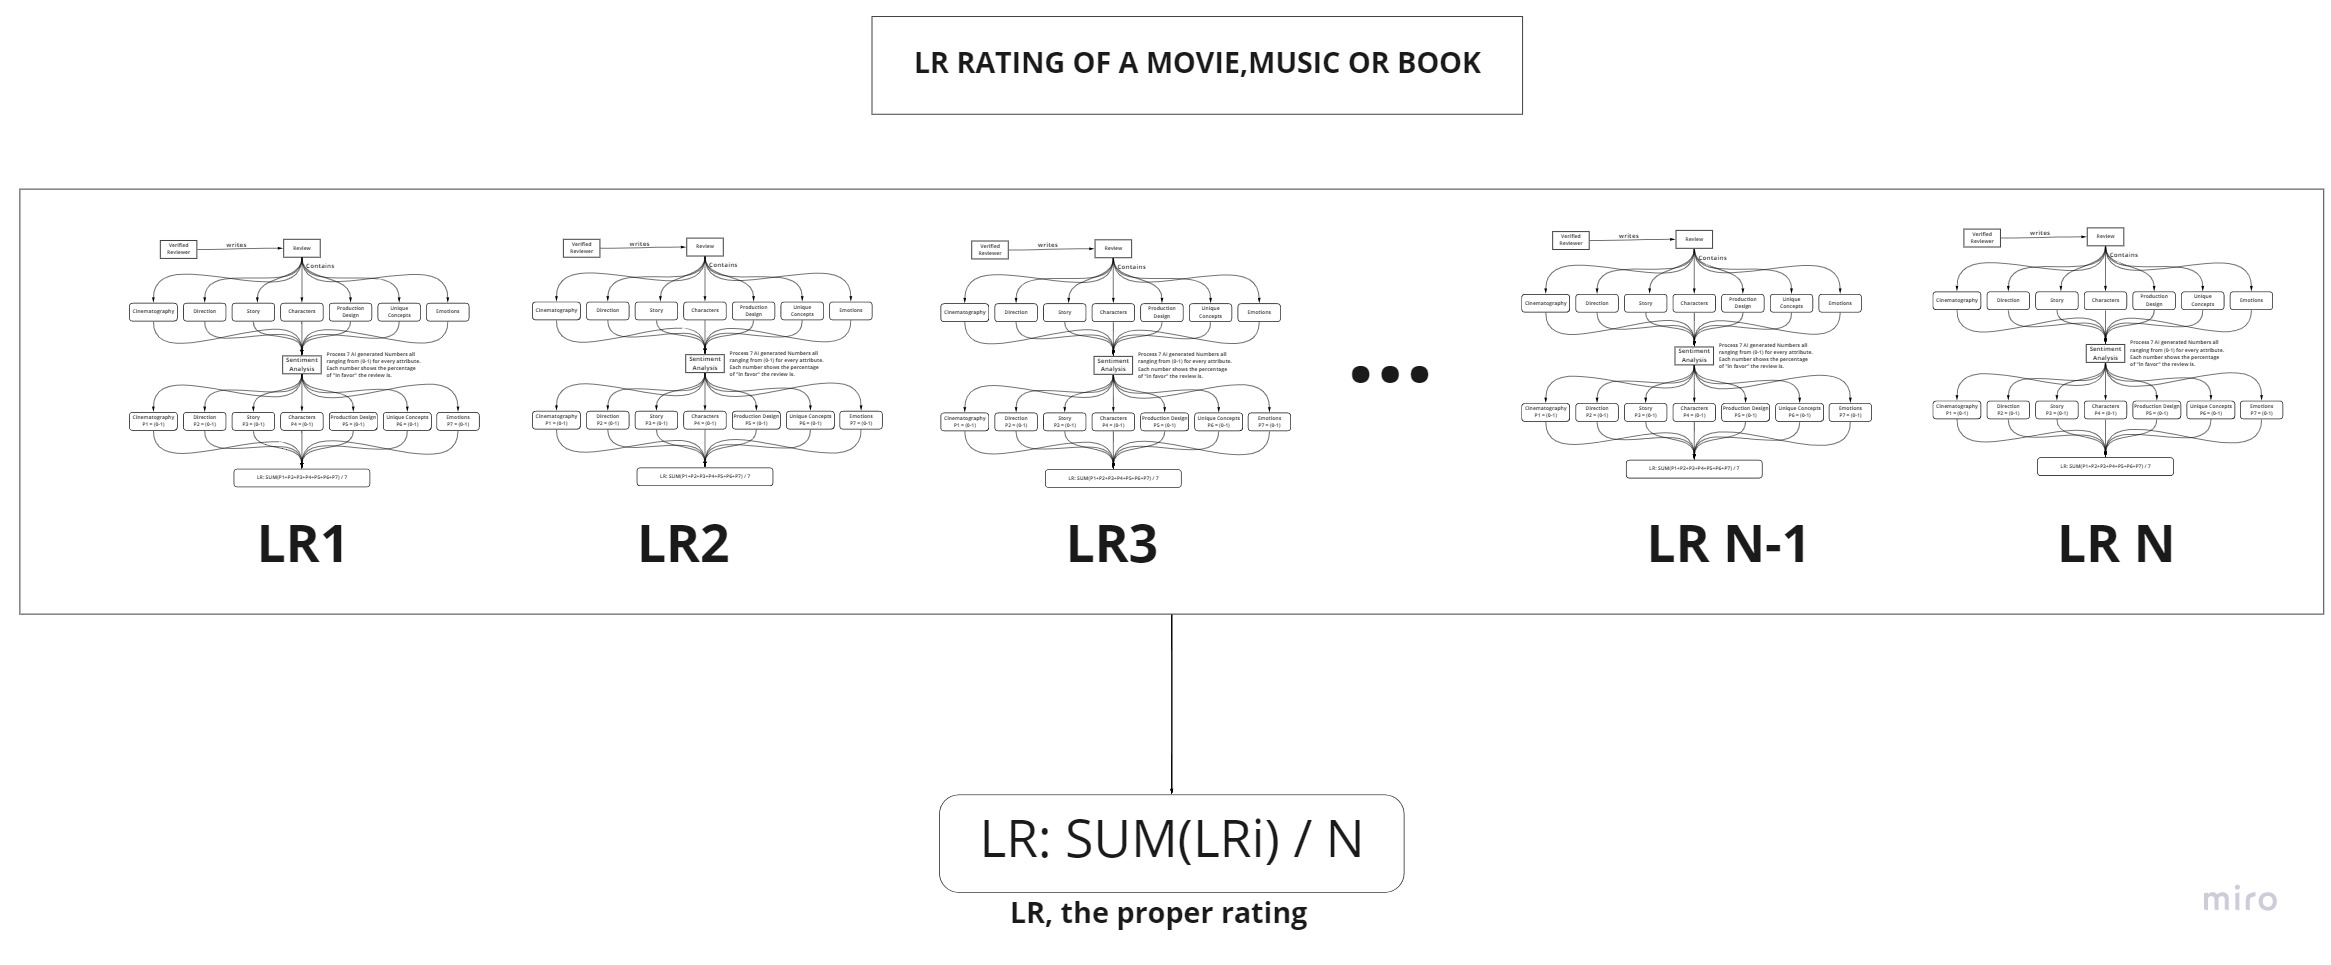 LR RATING OF A MOVIE,MUSIC OR BOOK
Verified
Reviewer
writes
Review
Contains
Cinematography
Direction
Story
Characters
Production
Design
Unique
Concepts
Emotions
Sentiment
Analysis
Process 7 AI generated Numbers all
ranging from (0-1) for every attribute.
Each number shows the percentage
of "in favor" the review is.
Cinematography
P1 = (0-1)
Direction
P2 = (0-1)
Story
P3 = (0-1)
Characters
P4 = (0-1)
Production Design
P5 = (0-1)
Unique Concepts
P6 = (0-1)
Emotions
P7 = (0-1)
LR: SUM(P1+P2+P3+P4+P5+P6+P7) / 7
LR1
Verified
Reviewer
writes
Review
Contains
Cinematography
Direction
Story
Characters
Production
Design
Unique
Concepts
Emotions
Sentiment
Analysis
Process 7 AI generated Numbers all
ranging from (0-1) for every attribute.
Each number shows the percentage
of "in favor" the review is.
Cinematography
P1 = (0-1)
Direction
P2 = (0-1)
Story
P3 = (0-1)
Characters
P4 = (0-1)
Production Design
P5 = (0-1)
Unique Concepts
P6 = (0-1)
Emotions
P7 = (0-1)
LR: SUM(P1+P2+P3+P4+P5+P6+P7) / 7
LR2
Verified
Reviewer
writes
Review
Contains
Cinematography
Direction
Story
Characters
Production
Design
Unique
Concepts
Emotions
Sentiment
Analysis
Process 7 AI generated Numbers all
ranging from (0-1) for every attribute.
Each number shows the percentage
of "in favor" the review is.
Cinematography
P1 = (0-1)
Direction
P2 = (0-1)
Story
P3 = (0-1)
Characters
P4 = (0-1)
Production Design
P5 = (0-1)
Unique Concepts
P6 = (0-1)
Emotions
P7 = (0-1)
LR: SUM(P1+P2+P3+P4+P5+P6+P7) / 7
LR3
●●●
Verified
Reviewer
writes
Review
Contains
Cinematography
Direction
Story
Characters
Production
Design
Unique
Concepts
Emotions
Sentiment
Analysis
Process 7 AI generated Numbers all
ranging from (0-1) for every attribute.
Each number shows the percentage
of "in favor" the review is.
Cinematography
P1 = (0-1)
Direction
P2 = (0-1)
Story
P3 = (0-1)
Characters
P4 = (0-1)
Production Design
P5 = (0-1)
Unique Concepts
P6 = (0-1)
Emotions
P7 = (0-1)
LR: SUM(P1+P2+P3+P4+P5+P6+P7) / 7
LR N-1
Verified
Reviewer
writes
Review
Contains
Cinematography
Direction
Story
Characters
Production
Design
Unique
Concepts
Emotions
Sentiment
Analysis
Process 7 AI generated Numbers all
ranging from (0-1) for every attribute.
Each number shows the percentage
of "in favor" the review is.
Cinematography
P1 = (0-1)
Direction
P2 = (0-1)
Story
P3 = (0-1)
Characters
P4 = (0-1)
Production Design
P5 = (0-1)
Unique Concepts
P6 = (0-1)
Emotions
P7 = (0-1)
LR: SUM(P1+P2+P3+P4+P5+P6+P7) / 7
LR N
LR: SUM(LRi) / N
LR, the proper rating
miro